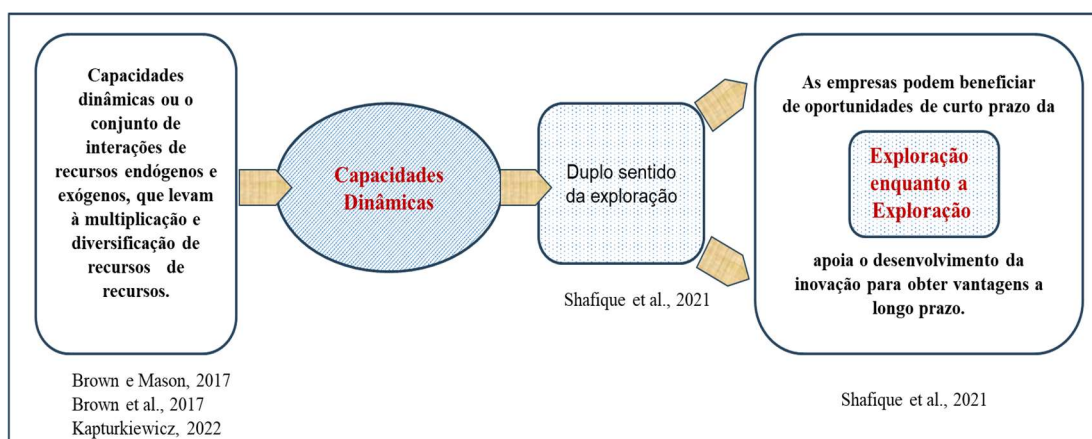 Capacidades
dinâmicas ou o
conjunto de
interações de
recursos endógenos e
exógenos, que levam
à multiplicação e
diversificação de
recursos de
recursos.
Brown e Mason, 2017
Brown et al., 2017
Kapturkiewicz, 2022
Capacidades
Dinâmicas
Duplo sentido
da exploração
Shafique et al., 2021
As empresas podem beneficiar
de oportunidades de curto prazo da
Exploração
enquanto a
Exploração
apoia o desenvolvimento da
inovação para obter vantagens a
longo prazo.
Shafique et al., 2021